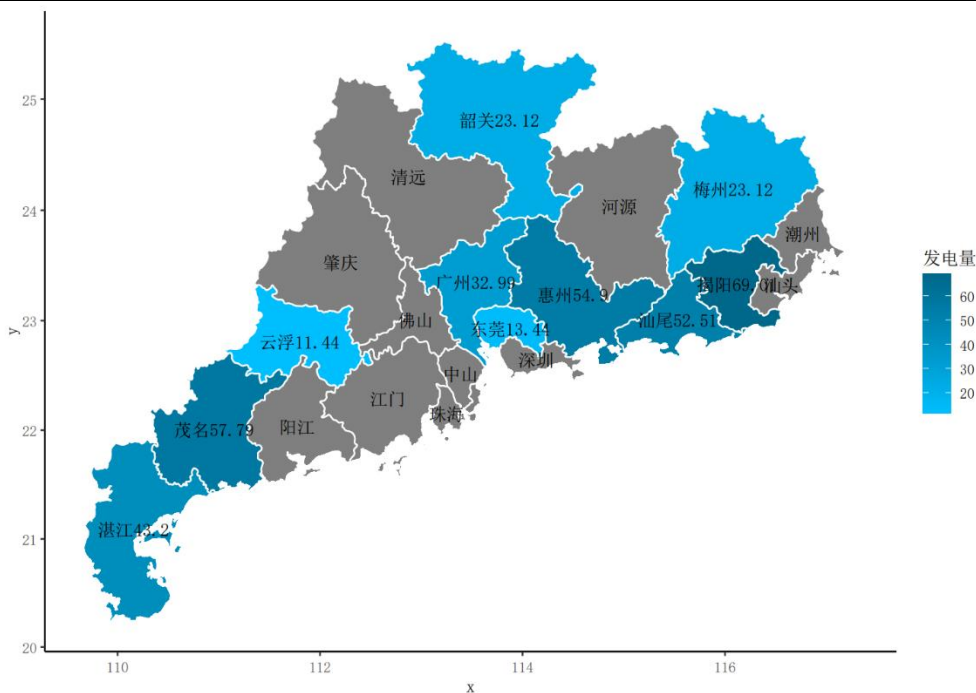 25
24
23
22
21
20
110
112
114
116
x
y
韶关23.12
清远
梅州23.12
河源
潮州
肇庆
广州32.99
惠州54.9
揭阳69.
汕头
佛山
东莞13.44
汕尾52.51
云浮11.44
深圳
中山
江门
珠海
茂名57.79
阳江
湛江43.2
发电量
60
50
40
30
20